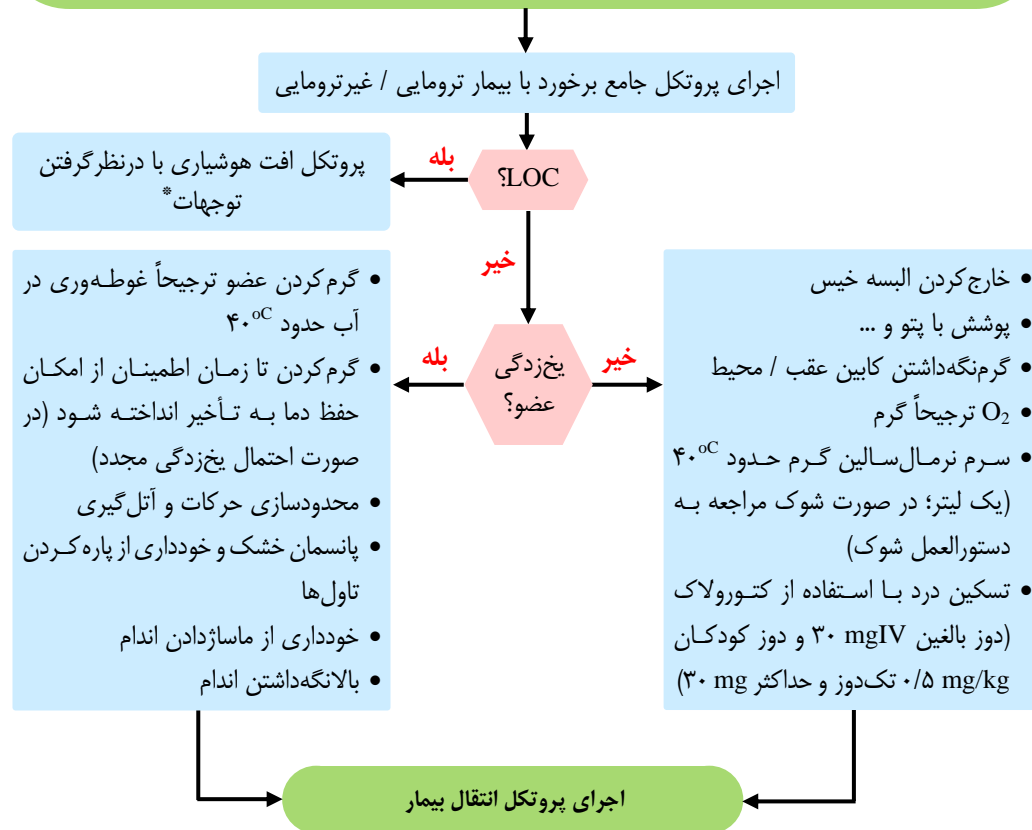 اجرای پروتکل جامع برخورد با بیمار ترومایی / غیرترومایی
LOC؟
بله
پروتکل افت هوشیاری با درنظرگرفتن
توجهات*
خیر
یخ‌زدگی
عضو؟
خیر
بله
• خارج‌کردن البسه خیس
• پوشش با پتو و ...
• گرم‌نگه‌داشتن کابین عقب / محیط
• O₂ ترجیحاً گرم
• سرم نرمال‌سالین گرم حدود ۴۰ ⁰ᶜ
(یک لیتر؛ در صورت شوک مراجعه به
دستورالعمل شوک)
• تسکین درد با استفاده از کتورولاک
(دوز بالغین ۳۰ mgIV و دوز کودکان
۰/۵ mg/kg تک‌دوز و حداکثر ۳۰ mg)
• گرم‌کردن عضو ترجیحاً غوطه‌وری در
آب حدود ۴۰ ⁰ᶜ
• گرم‌کردن تا زمان اطمینان از امکان
حفظ دما به تأخیر انداخته شود (در
صورت احتمال یخ‌زدگی مجدد)
• محدودسازی حرکات و آتل‌گیری
• پانسمان خشک و خودداری از پاره‌کردن
تاول‌ها
• خودداری از ماساژدادن اندام
• بالانگه‌داشتن اندام
اجرای پروتکل انتقال بیمار